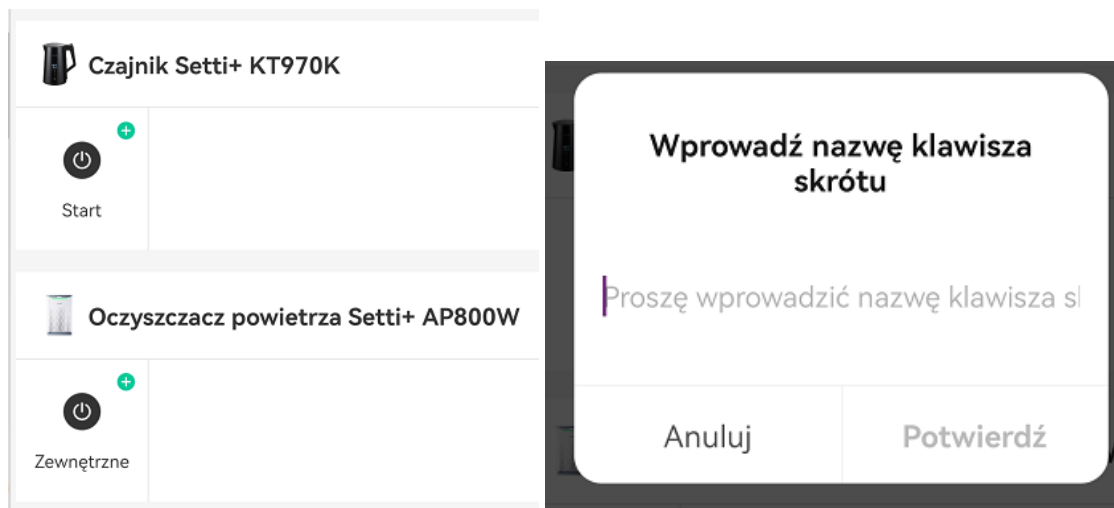 Czajnik Setti+ KT970K
Start
Oczyszczacz powietrza Setti+ AP800W
Zewnętrzne
Wprowadź nazwę klawisza
skrótu
Proszę wprowadzić nazwę klawisza
Anuluj
Potwierdź